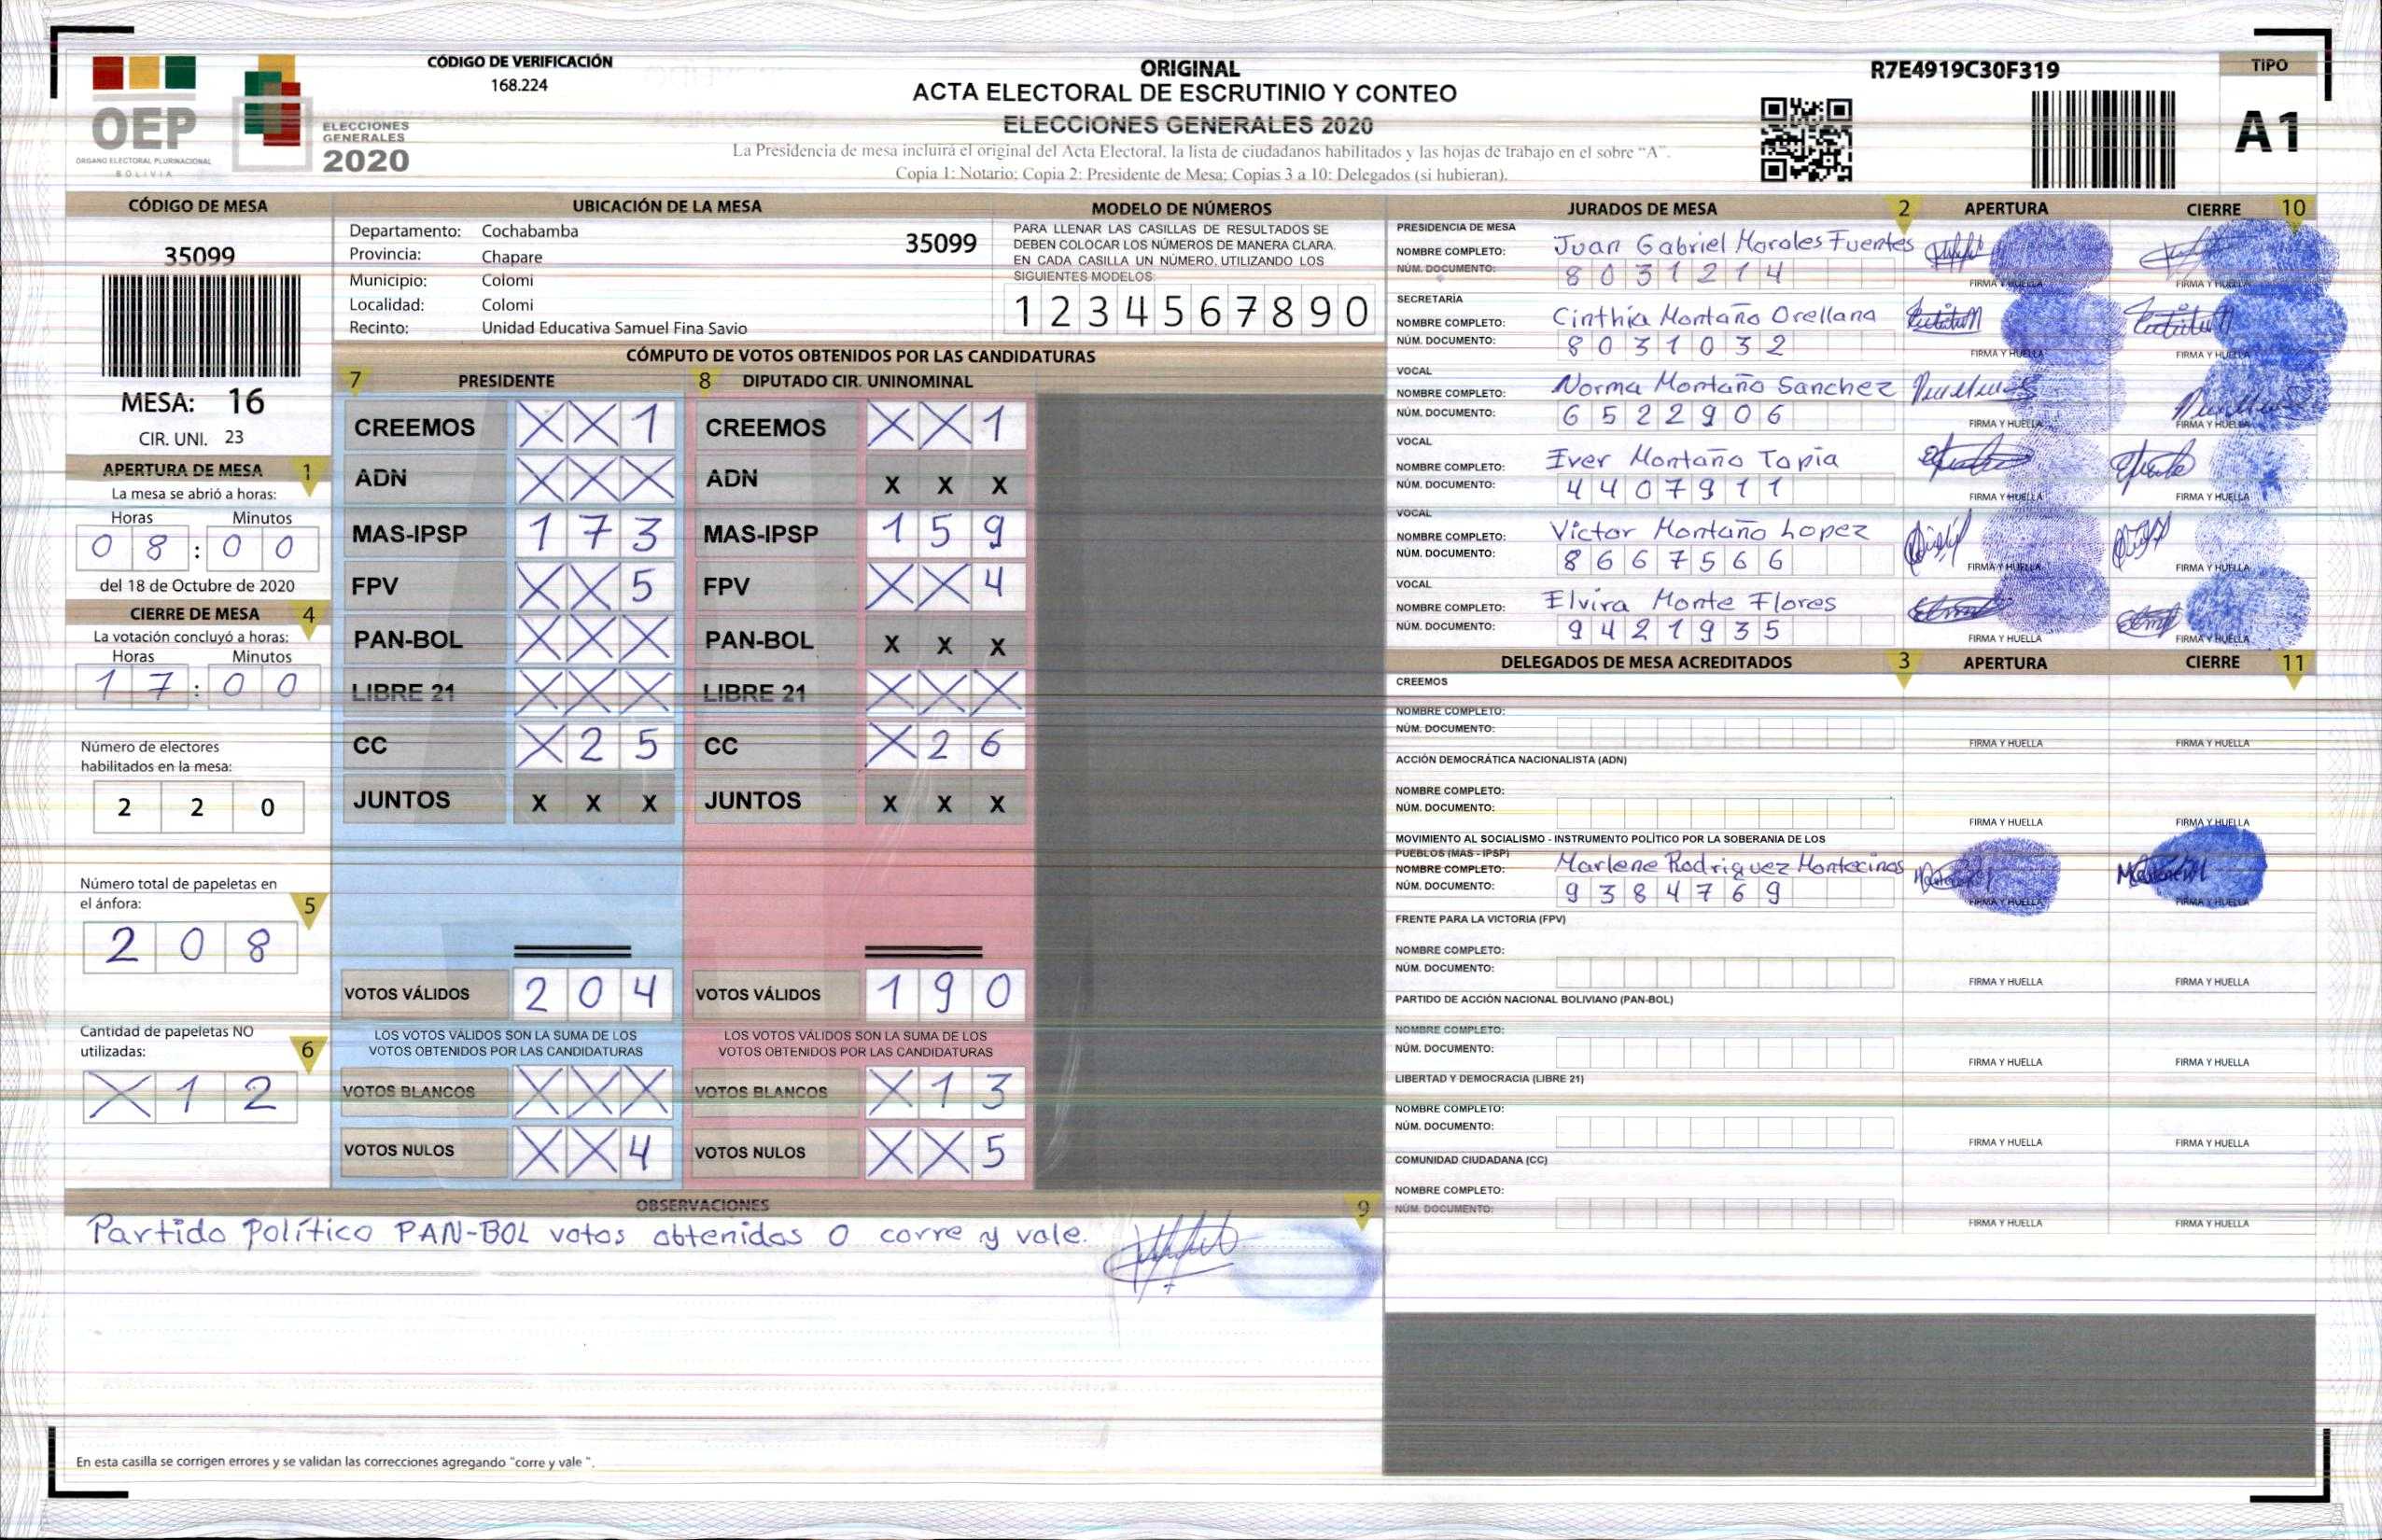 CÓDIGO DE VERIFICACIÓN
168.224
ORIGINAL
ACTA ELECTORAL DE ESCRUTINIO Y CONTEO
ELECCIONES GENERALES 2020
La Presidencia de mesa incluirá el original del Acta Electoral, la lista de ciudadanos habilitados y las hojas de trabajo en el sobre "A".
Copia 1: Notario; Copia 2: Presidente de Mesa; Copias 3 a 10: Delegados (si hubieran).
R7E4919C30F319
TIPO
A1
OEP
ÓRGANO ELECTORAL PLURINACIONAL
BOLIVIA
ELECCIONES
GENERALES
2020
CÓDIGO DE MESA
35099
MESA: 16
CIR. UNI. 23
APERTURA DE MESA 1
La mesa se abrió a horas:
Horas Minutos
0 8 : 0 0
del 18 de Octubre de 2020
CIERRE DE MESA 4
La votación concluyó a horas:
Horas Minutos
1 7 : 0 0
Número de electores
habilitados en la mesa:
2 2 0
Número total de papeletas en
el ánfora: 5
2 0 8
Cantidad de papeletas NO
utilizadas: 6
X 1 2
UBICACIÓN DE LA MESA
Departamento: Cochabamba
35099
Provincia: Chapare
Municipio: Colomi
Localidad: Colomi
Recinto: Unidad Educativa Samuel Fina Savio
MODELO DE NÚMEROS
PARA LLENAR LAS CASILLAS DE RESULTADOS SE
DEBEN COLOCAR LOS NÚMEROS DE MANERA CLARA.
EN CADA CASILLA UN NÚMERO, UTILIZANDO LOS
SIGUIENTES MODELOS:
1 2 3 4 5 6 7 8 9 0
CÓMPUTO DE VOTOS OBTENIDOS POR LAS CANDIDATURAS
7 PRESIDENTE 8 DIPUTADO CIR. UNINOMINAL
CREEMOS X X 1 CREEMOS X X 1
ADN X X X ADN X X X
MAS-IPSP 1 7 3 MAS-IPSP 1 5 9
FPV X X 5 FPV X X 4
PAN-BOL X X X PAN-BOL X X X
LIBRE 21 X X X LIBRE 21 X X X
CC X 2 5 CC X 2 6
JUNTOS X X X JUNTOS X X X
VOTOS VÁLIDOS 2 0 4 VOTOS VÁLIDOS 1 9 0
LOS VOTOS VÁLIDOS SON LA SUMA DE LOS LOS VOTOS VÁLIDOS SON LA SUMA DE LOS
VOTOS OBTENIDOS POR LAS CANDIDATURAS VOTOS OBTENIDOS POR LAS CANDIDATURAS
VOTOS BLANCOS X X X VOTOS BLANCOS X 1 3
VOTOS NULOS X X 4 VOTOS NULOS X X 5
OBSERVACIONES 9
Partido Político PAN-BOL votos obtenidos 0 corre y vale.
En esta casilla se corrigen errores y se validan las correcciones agregando "corre y vale ".
JURADOS DE MESA 2 APERTURA CIERRE 10
PRESIDENCIA DE MESA
NOMBRE COMPLETO: Juan Gabriel Morales Fuentes
NÚM. DOCUMENTO: 8 0 3 1 2 1 4
FIRMA Y HUELLA FIRMA Y HUELLA
SECRETARÍA
NOMBRE COMPLETO: Cinthia Montaño Orellana
NÚM. DOCUMENTO: 8 0 3 1 0 3 2
FIRMA Y HUELLA FIRMA Y HUELLA
VOCAL
NOMBRE COMPLETO: Norma Montaño Sanchez
NÚM. DOCUMENTO: 6 5 2 2 9 0 6
FIRMA Y HUELLA FIRMA Y HUELLA
VOCAL
NOMBRE COMPLETO: Iver Montaño Tapia
NÚM. DOCUMENTO: 4 4 0 7 9 1 1
FIRMA Y HUELLA FIRMA Y HUELLA
VOCAL
NOMBRE COMPLETO: Victor Montaño Lopez
NÚM. DOCUMENTO: 8 6 6 7 5 6 6
FIRMA Y HUELLA FIRMA Y HUELLA
VOCAL
NOMBRE COMPLETO: Elvira Monte Flores
NÚM. DOCUMENTO: 9 4 2 1 9 3 5
FIRMA Y HUELLA FIRMA Y HUELLA
DELEGADOS DE MESA ACREDITADOS 3 APERTURA CIERRE 11
CREEMOS
NOMBRE COMPLETO:
NÚM. DOCUMENTO:
FIRMA Y HUELLA FIRMA Y HUELLA
ACCIÓN DEMOCRÁTICA NACIONALISTA (ADN)
NOMBRE COMPLETO:
NÚM. DOCUMENTO:
FIRMA Y HUELLA FIRMA Y HUELLA
MOVIMIENTO AL SOCIALISMO - INSTRUMENTO POLÍTICO POR LA SOBERANIA DE LOS
PUEBLOS (MAS - IPSP)
NOMBRE COMPLETO: Marlene Rodriguez Montecinos
NÚM. DOCUMENTO: 9 3 8 4 7 6 9
FIRMA Y HUELLA FIRMA Y HUELLA
FRENTE PARA LA VICTORIA (FPV)
NOMBRE COMPLETO:
NÚM. DOCUMENTO:
FIRMA Y HUELLA FIRMA Y HUELLA
PARTIDO DE ACCIÓN NACIONAL BOLIVIANO (PAN-BOL)
NOMBRE COMPLETO:
NÚM. DOCUMENTO:
FIRMA Y HUELLA FIRMA Y HUELLA
LIBERTAD Y DEMOCRACIA (LIBRE 21)
NOMBRE COMPLETO:
NÚM. DOCUMENTO:
FIRMA Y HUELLA FIRMA Y HUELLA
COMUNIDAD CIUDADANA (CC)
NOMBRE COMPLETO:
NÚM. DOCUMENTO:
FIRMA Y HUELLA FIRMA Y HUELLA